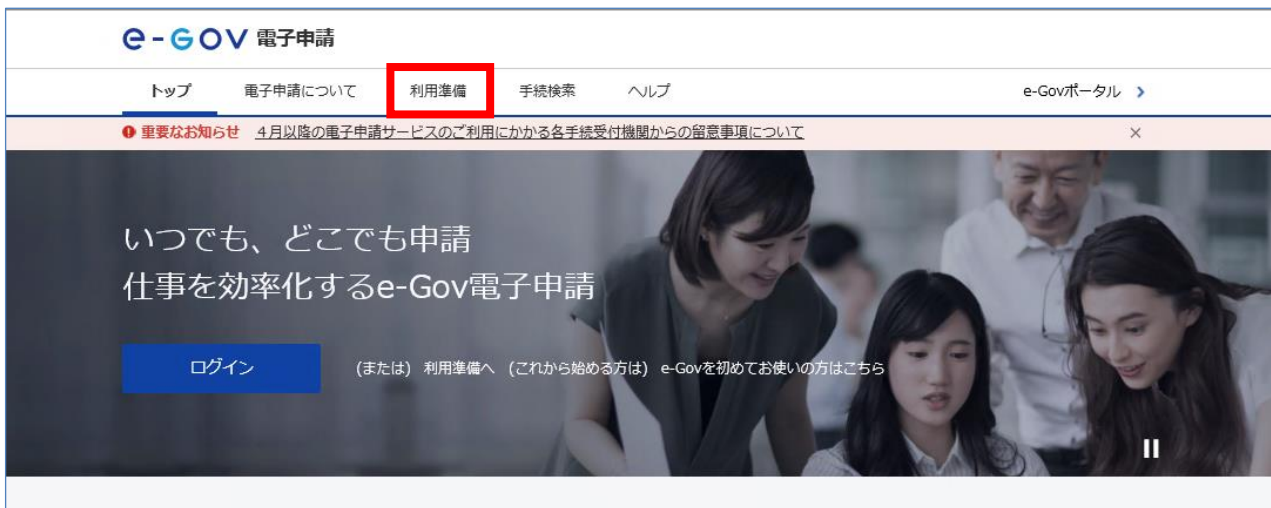 e-GOV 電子申請
トップ 電子申請について 利用準備 手続検索 ヘルプ e-Govポータル
重要なお知らせ 4月以降の電子申請サービスのご利用にかかる各手続受付機関からの留意事項について ×
いつでも、どこでも申請
仕事を効率化するe-Gov電子申請
ログイン (または) 利用準備へ (これから始める方は) e-Govを初めてお使いの方はこちら